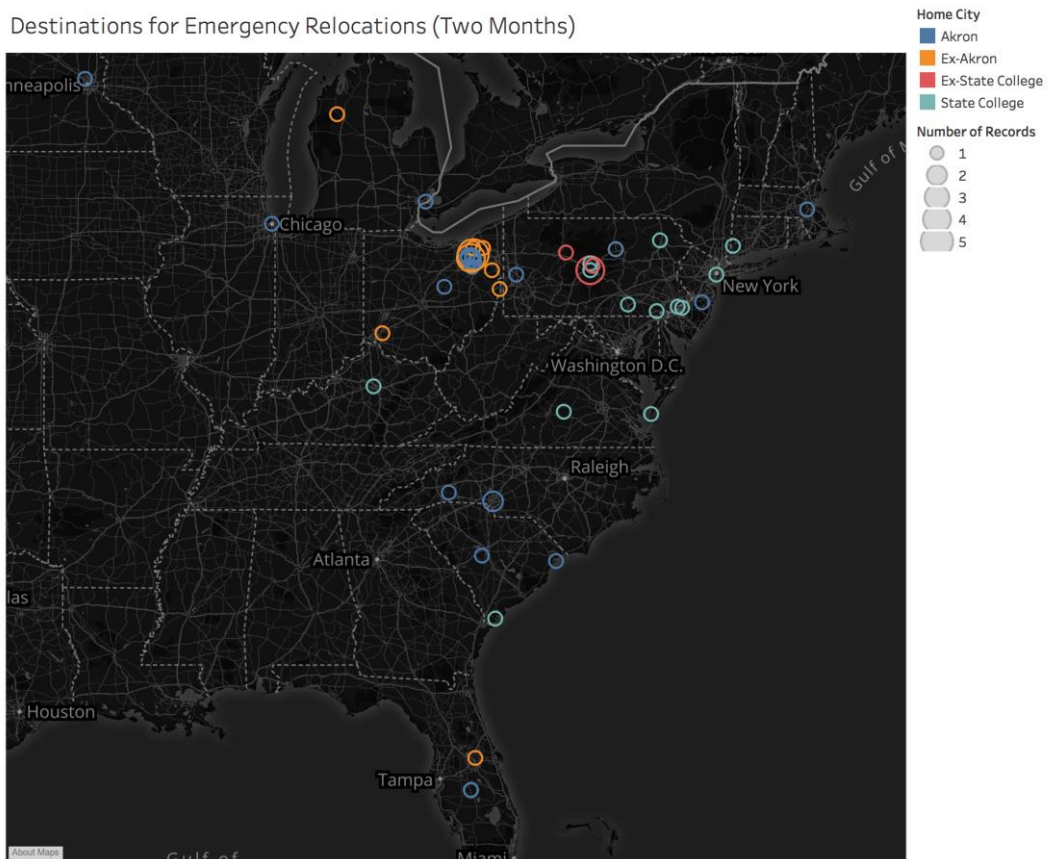 Destinations for Emergency Relocations (Two Months)
Home City
Akron
Ex-Akron
Ex-State College
State College
Number of Records
1
2
3
4
5
nneapolis
Gulf of M
Chicago
New York
Washington D.C.
Raleigh
Atlanta
las
Houston
Tampa
About Maps
Gulf of
Miami